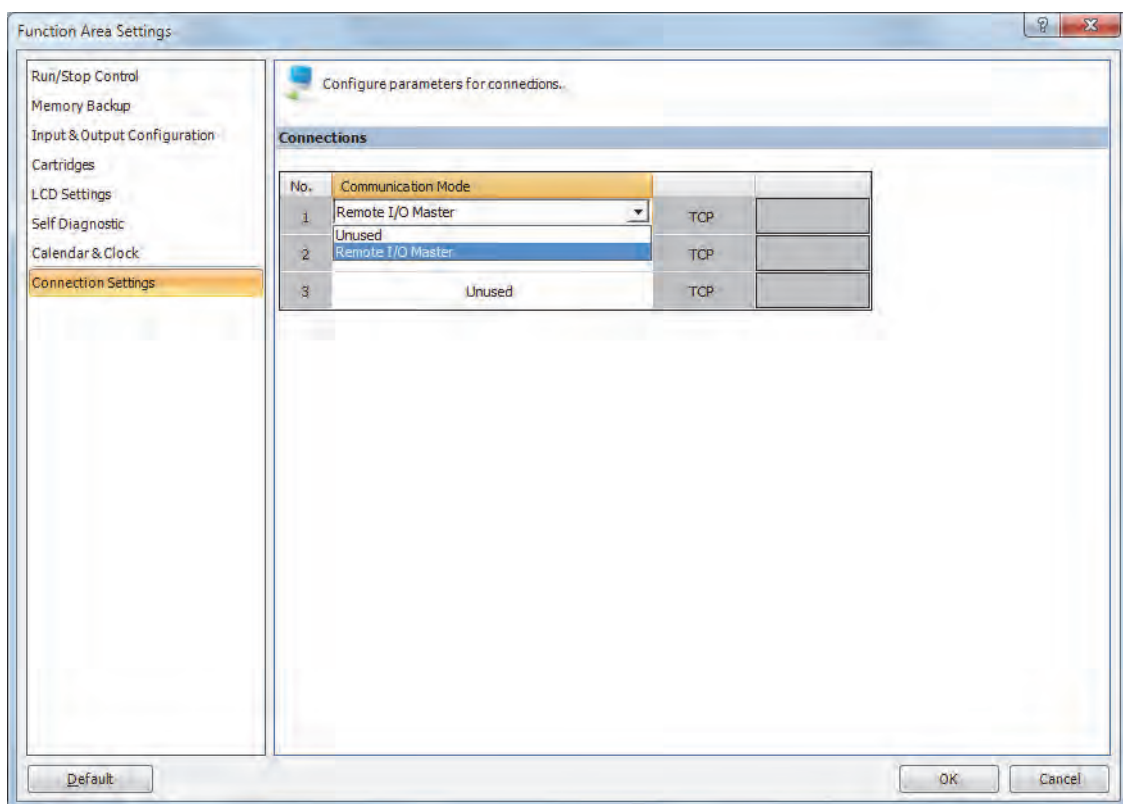 Function Area Settings
Run/Stop Control
Memory Backup
Input & Output Configuration
Cartridges
LCD Settings
Self Diagnostic
Calendar & Clock
Connection Settings
Configure parameters for connections.
Connections
No. Communication Mode
1 Remote I/O Master TCP
Unused
2 Remote I/O Master TCP
3 Unused TCP
Default OK Cancel